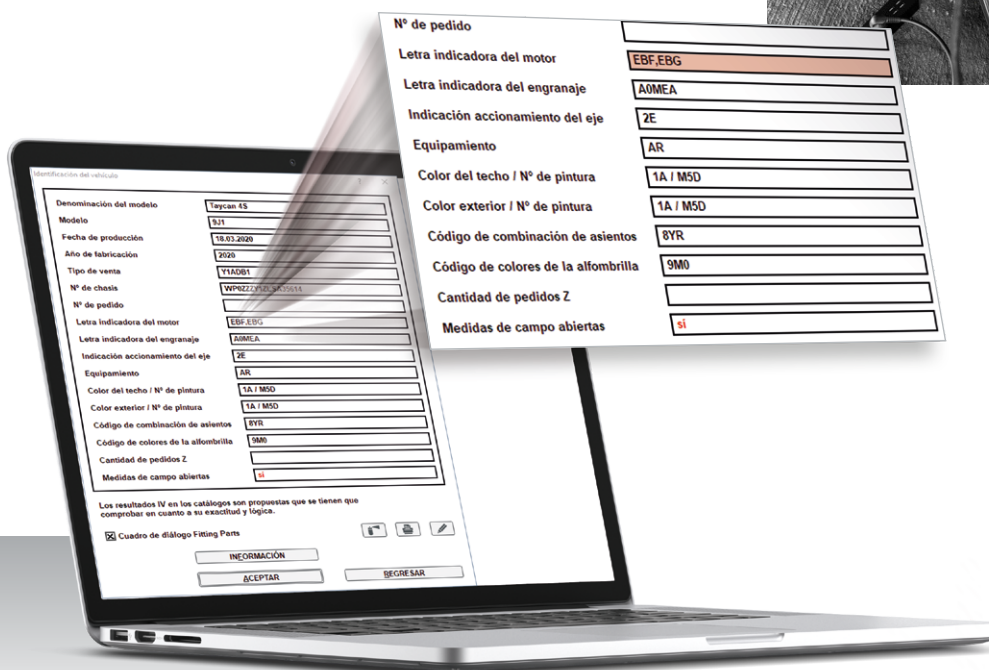 Nº de pedido
Letra indicadora del motor EBF,EBG
Letra indicadora del engranaje A0MEA
Indicación accionamiento del eje 2E
Equipamiento AR
Color del techo / Nº de pintura 1A / M5D
Color exterior / Nº de pintura 1A / M5D
Código de combinación de asientos 8YR
Código de colores de la alfombrilla 9M0
Cantidad de pedidos Z
Medidas de campo abiertas sí
Identificación del vehículo
Denominación del modelo Taycan 4S
Modelo 9J1
Fecha de producción 18.03.2020
Año de fabricación 2020
Tipo de venta Y1ADB1
Nº de chasis
Nº de pedido
Letra indicadora del motor EBF,EBG
Letra indicadora del engranaje A0MEA
Indicación accionamiento del eje 2E
Equipamiento AR
Color del techo / Nº de pintura 1A / M5D
Color exterior / Nº de pintura 1A / M5D
Código de combinación de asientos 8YR
Código de colores de la alfombrilla 9M0
Cantidad de pedidos Z
Medidas de campo abiertas sí
Los resultados IV en los catálogos son propuestas que se tienen que
comprobar en cuanto a su exactitud y lógica.
Cuadro de diálogo Fitting Parts
INFORMACIÓN
ACEPTAR REGRESAR